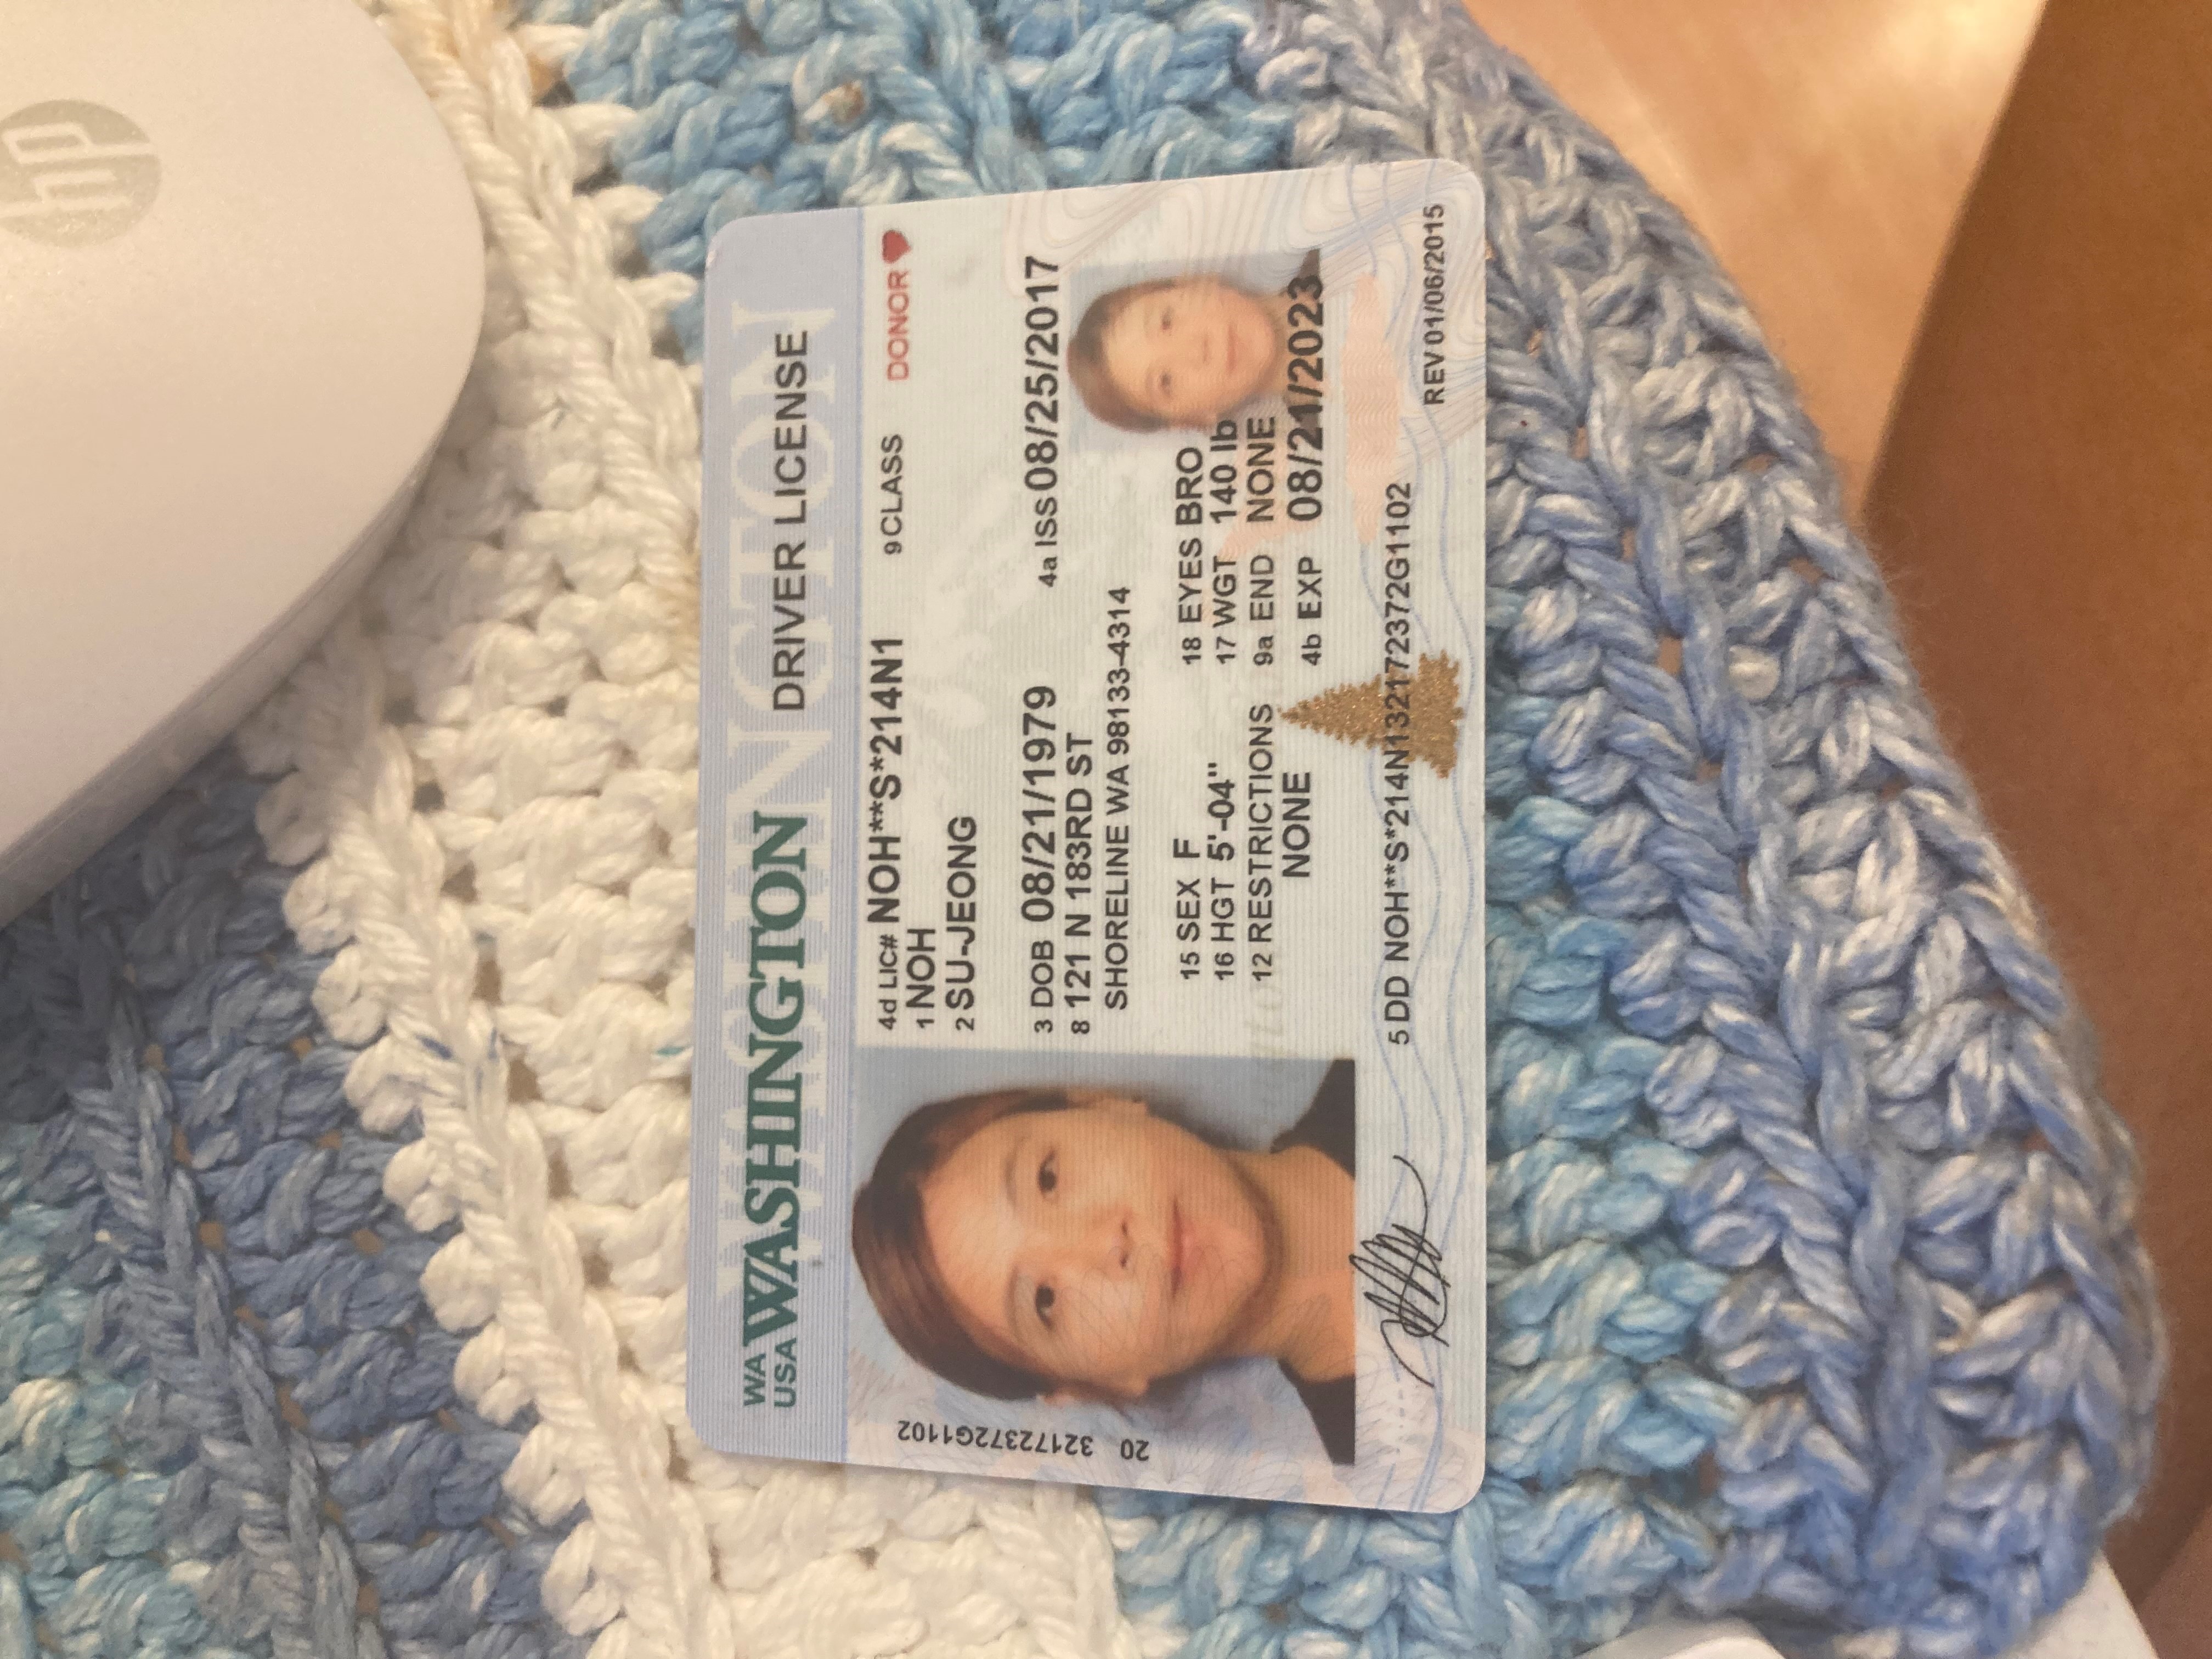 hp
WA
USA WASHINGTON
DRIVER LICENSE
4d LIC# NOH**S*214N1
9 CLASS
DONOR
1 NOH
2 SU-JEONG
3 DOB 08/21/1979
4a ISS 08/25/2017
8 121 N 183RD ST
SHORELINE WA 98133-4314
15 SEX F
18 EYES BRO
16 HGT 5'-04"
17 WGT 140 lb
12 RESTRICTIONS
9a END NONE
NONE
4b EXP 08/21/2023
5 DD NOH**S*214N132172372G1102
REV 01/06/2015
20 32172372G1102